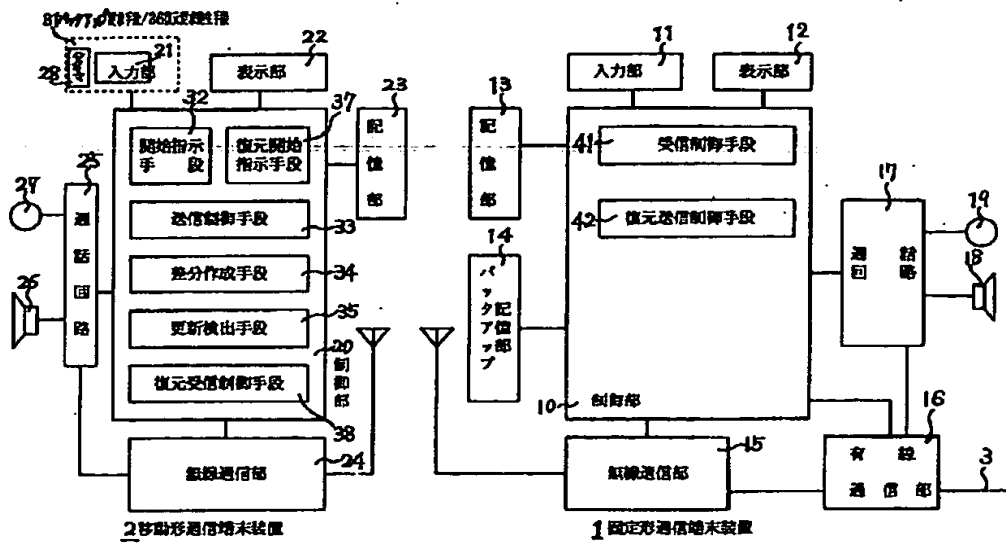 21
入力部
28
22
表示部
32
開始指示
手段
37
復元開始
指示手段
23
記憶部
25
通話回路
27
26
送信制御手段
33
差分作成手段
34
更新検出手段
35
20
制御部
復元受信制御手段
38
無線通信部
24
2 移動形通信端末装置
11
入力部
12
表示部
13
記憶部
41
受信制御手段
42
復元送信制御手段
14
バックアップ
記憶部
17
通話
回路
19
18
10
制御部
16
有線
通信部
3
無線通信部
15
1 固定形通信端末装置